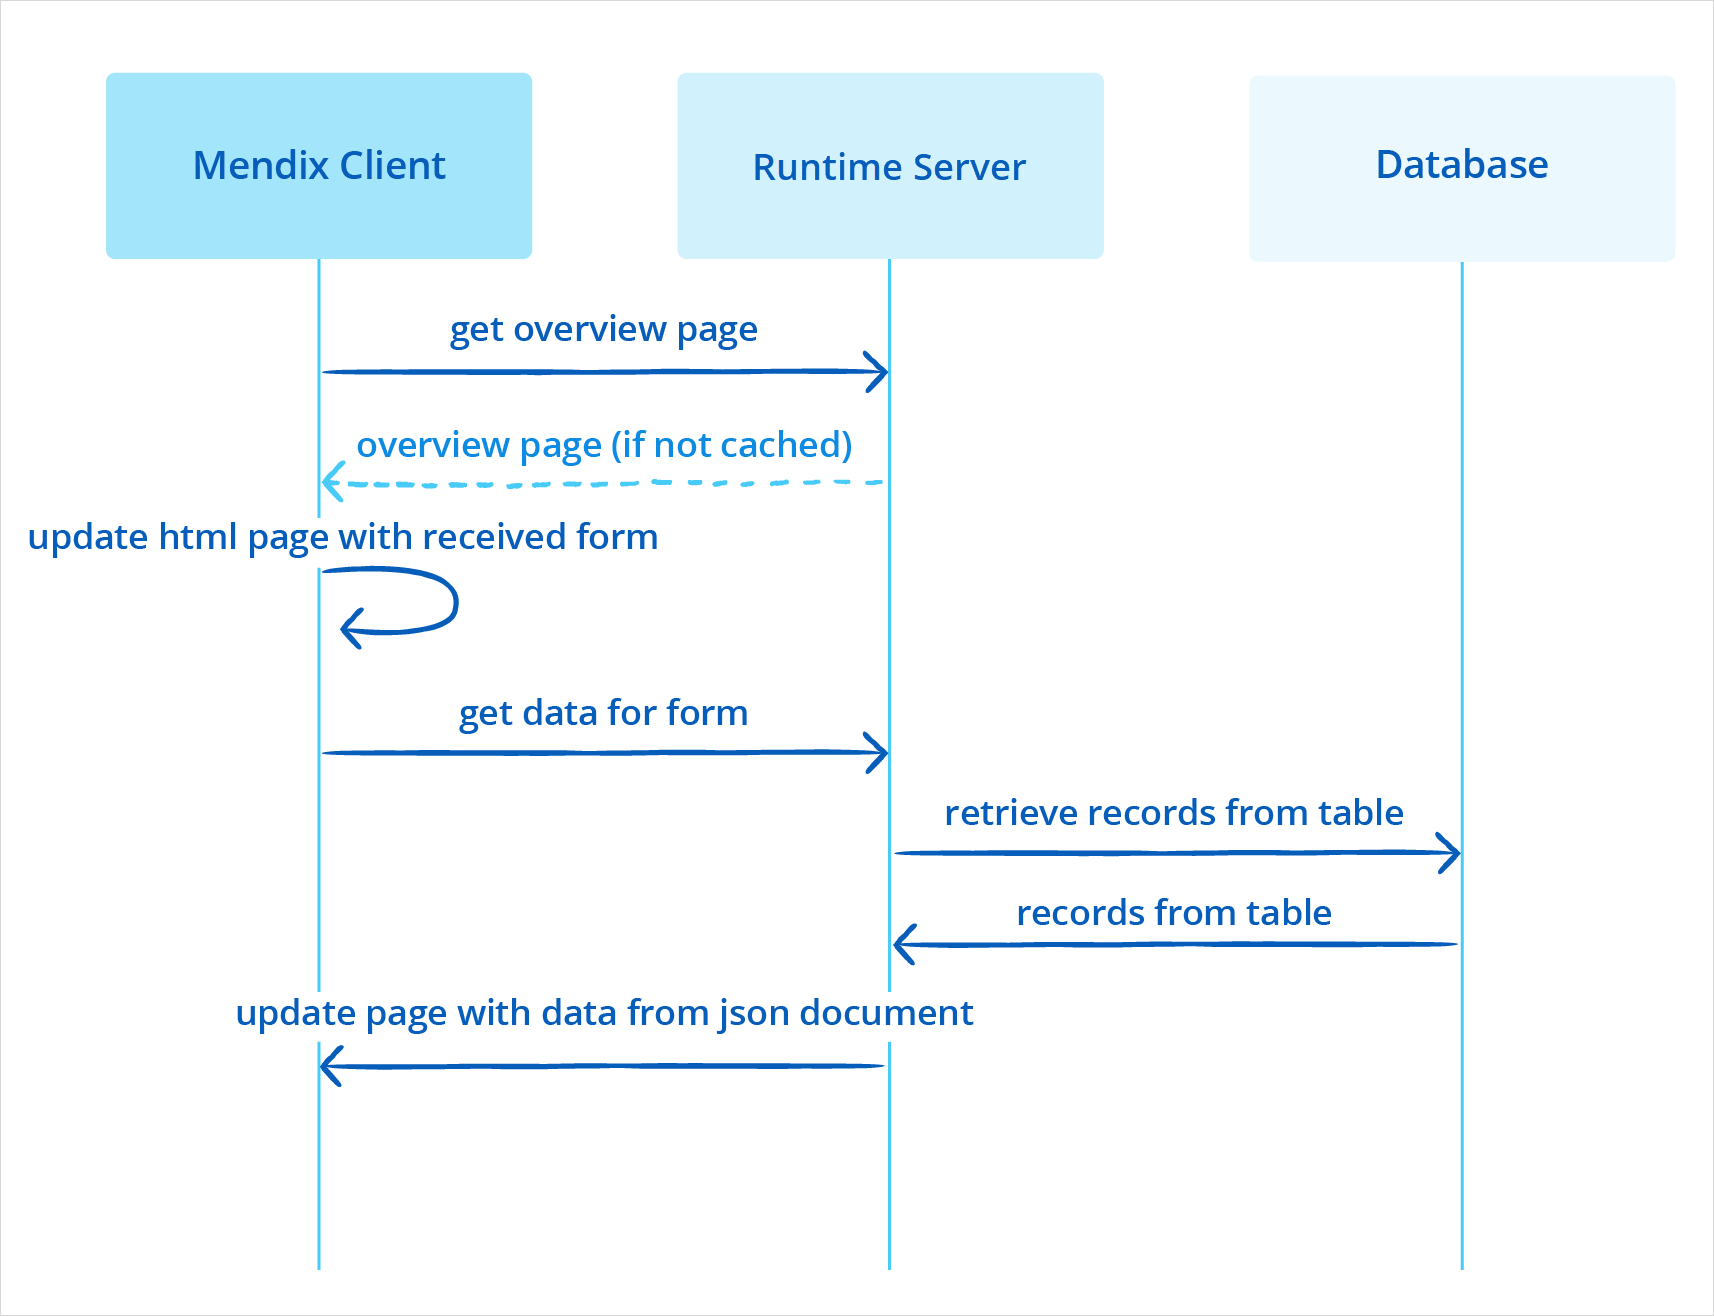 Mendix Client
Runtime Server
Database
get overview page
overview page (if not cached)
update html page with received form
get data for form
retrieve records from table
records from table
update page with data from json document